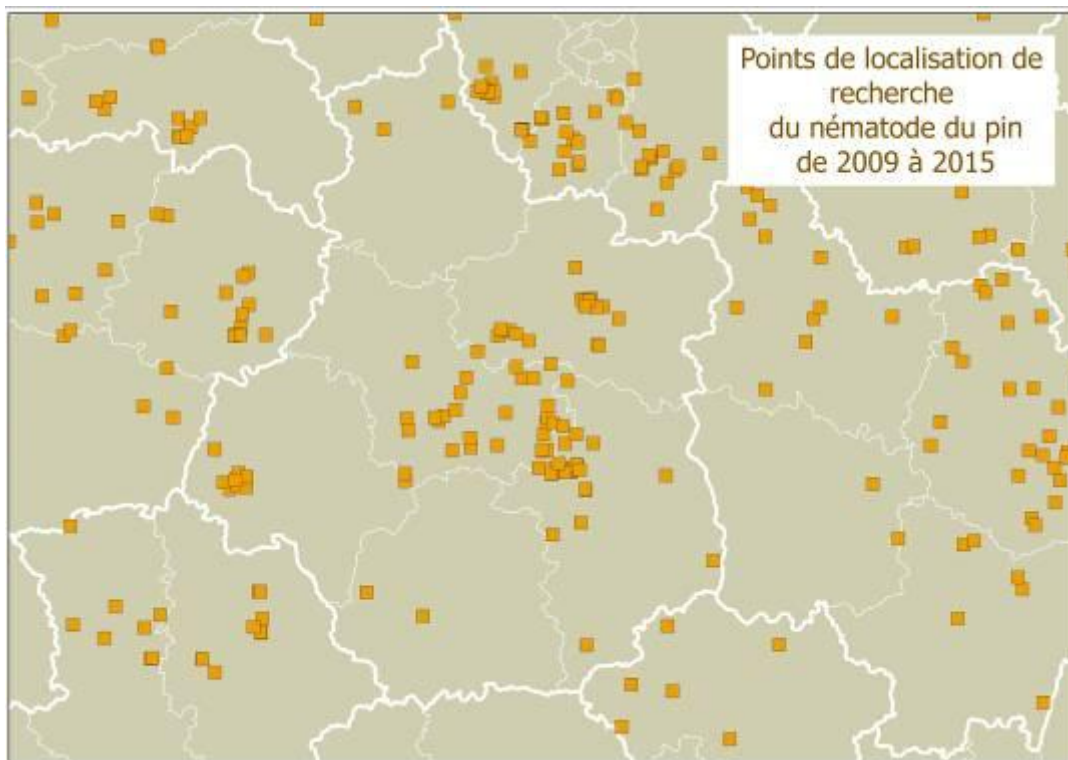 Points de localisation de
recherche
du nématode du pin
de 2009 à 2015